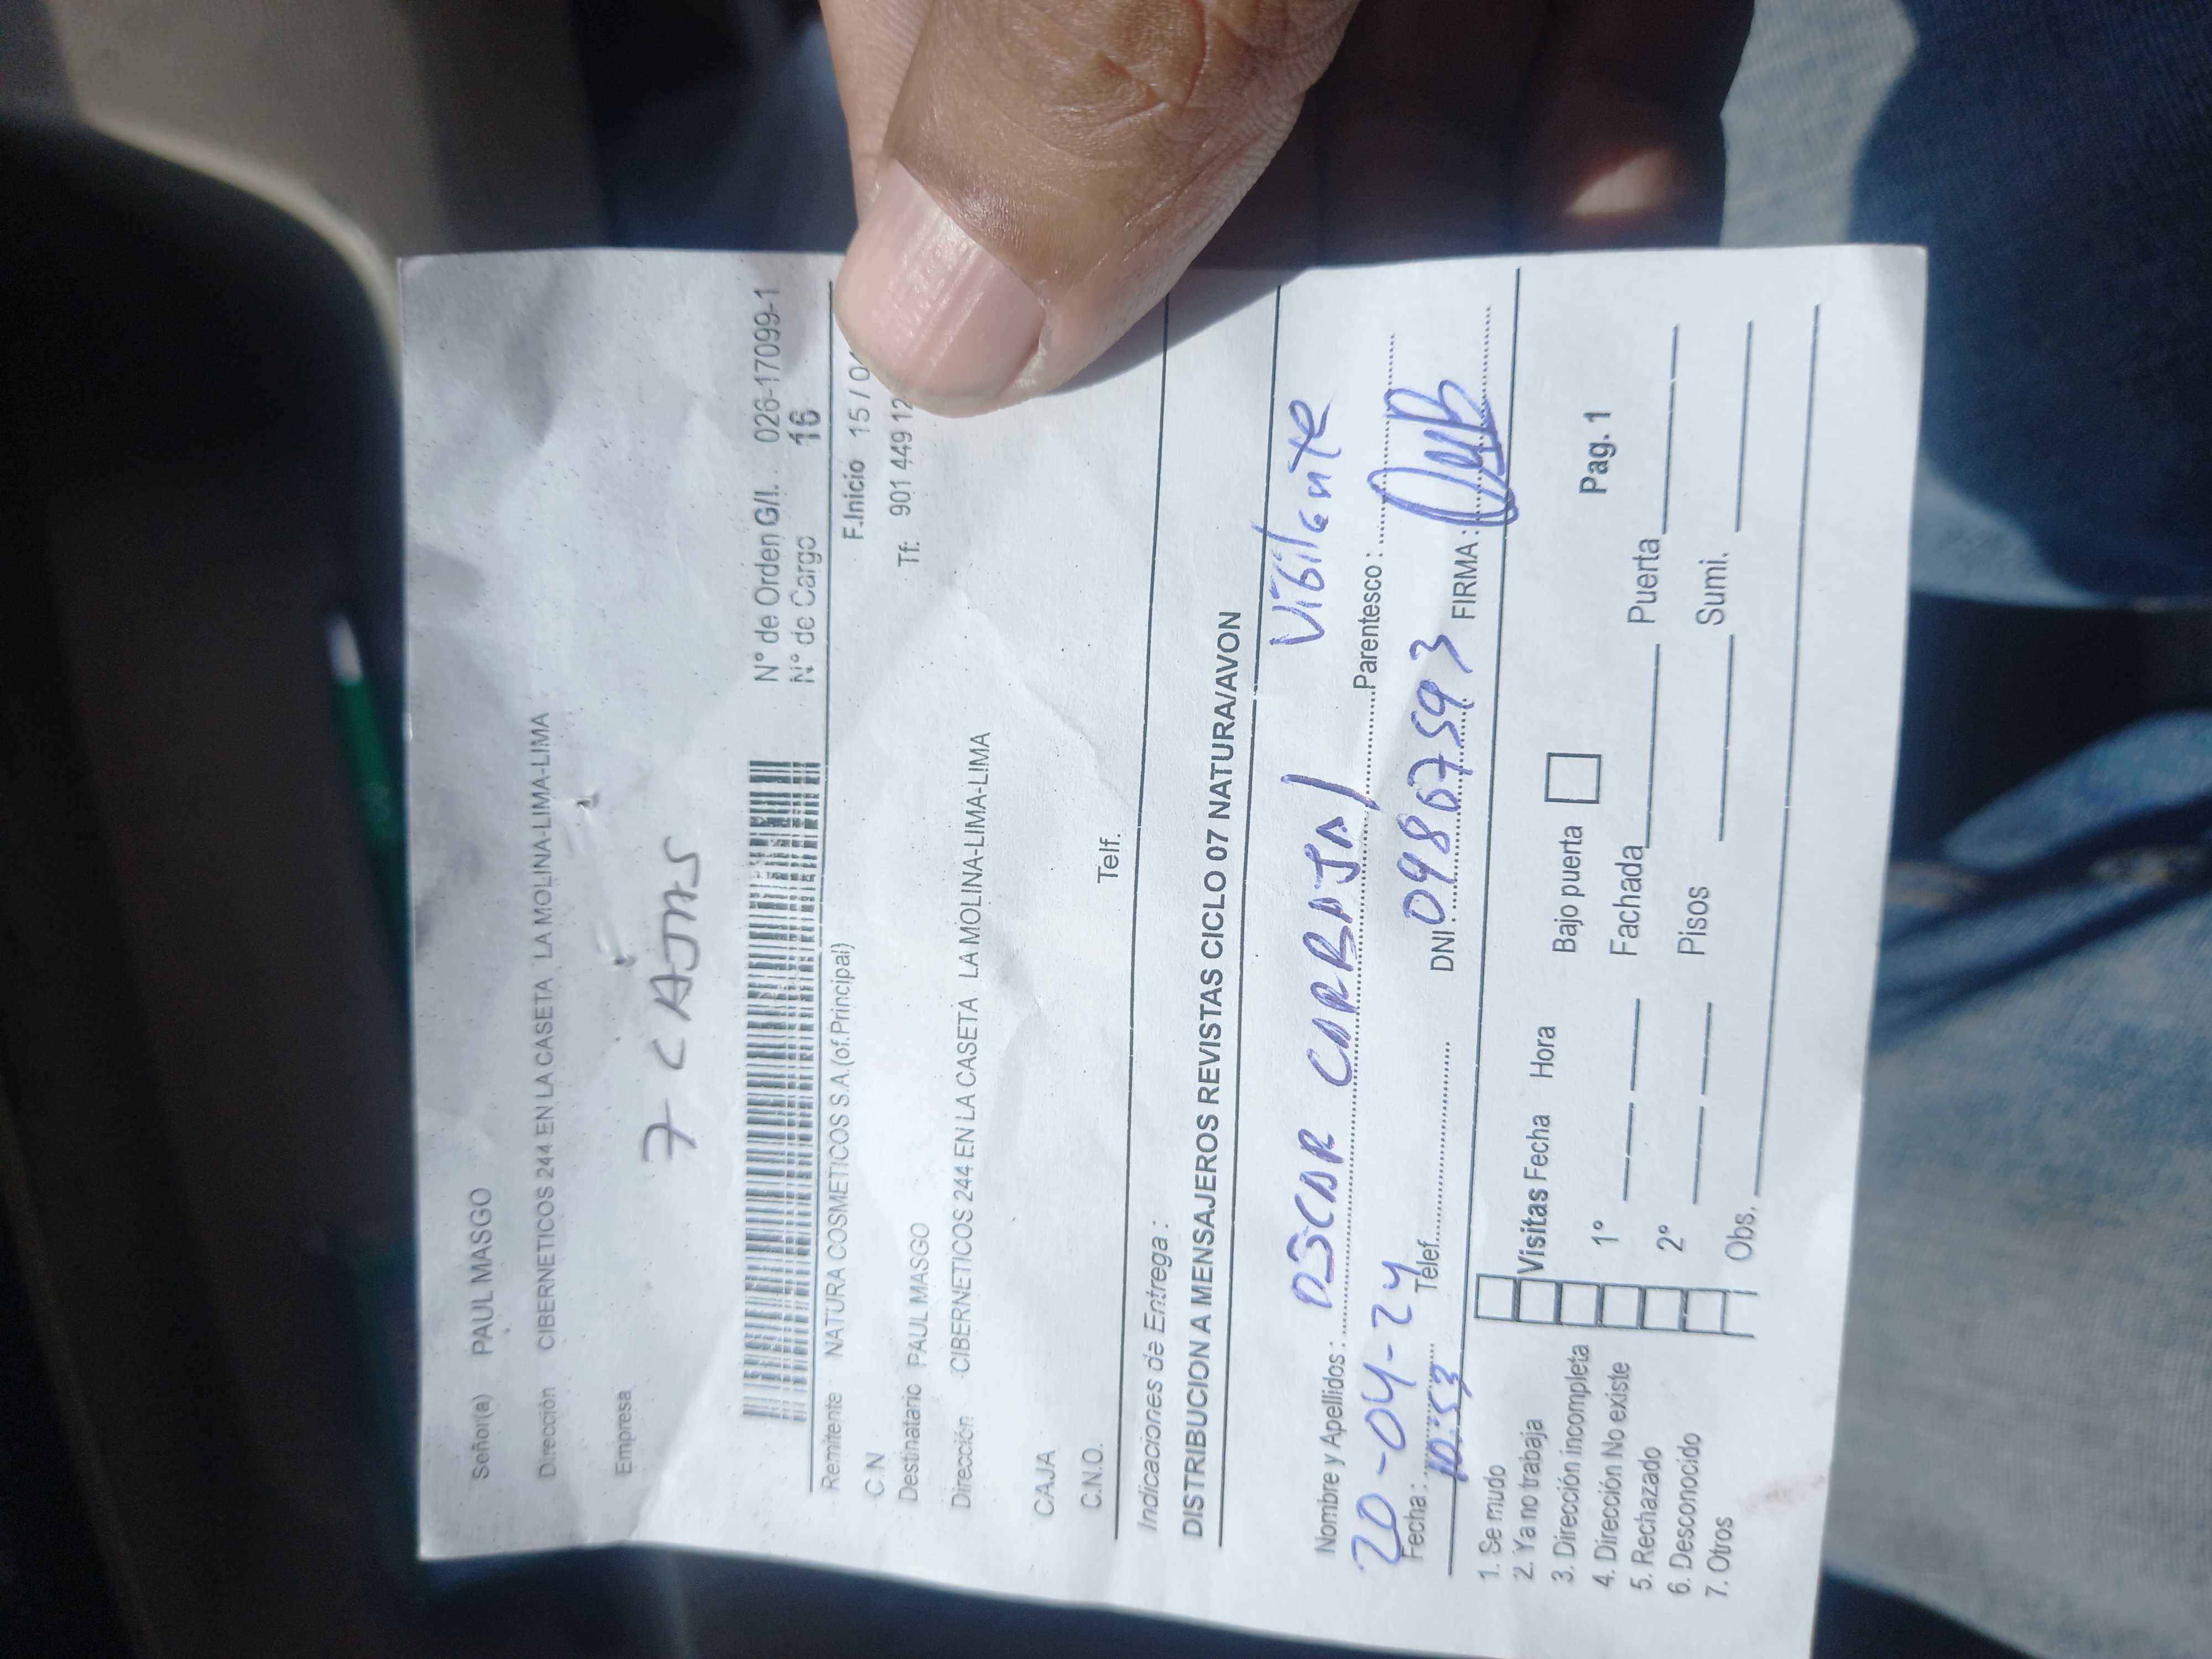 Señor(a) PAUL MASGO
Dirección CIBERNETICOS 244 EN LA CASETA LA MOLINA-LIMA-LIMA
Empresa
7 CAJAS
N° de Orden G/I. 026-17099-1
N° de Cargo 16
Remitente NATURA COSMETICOS S.A.(of.Principal) F.Inicio 15 / 0
C.N Tf: 901 449 12
Destinatario PAUL MASGO
Dirección CIBERNETICOS 244 EN LA CASETA LA MOLINA-LIMA-LIMA
CAJA
C.N.O. Telf.
Indicaciones de Entrega :
DISTRIBUCION A MENSAJEROS REVISTAS CICLO 07 NATURA/AVON
Vigilante
Nombre y Apellidos : OSCAR CARBAJAl Parentesco :
20-04-24
Fecha : 10:53 Telef. DNI 09867593 FIRMA :
1. Se mudo
2. Ya no trabaja Visitas Fecha Hora Bajo puerta Pag. 1
3. Dirección incompleta
4. Dirección No existe 1° Fachada Puerta
5. Rechazado
6. Desconocido 2° Pisos Sumi.
7. Otros Obs.